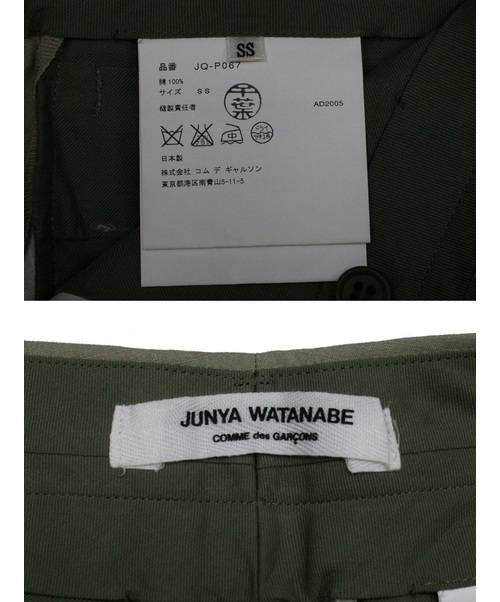 SS
品番 JQ-P067
綿100%
サイズ SS
縫製責任者 千葉
AD2005
日本製
株式会社 コム デ ギャルソン
東京都港区南青山5-11-5
JUNYA WATANABE
COMME des GARÇONS